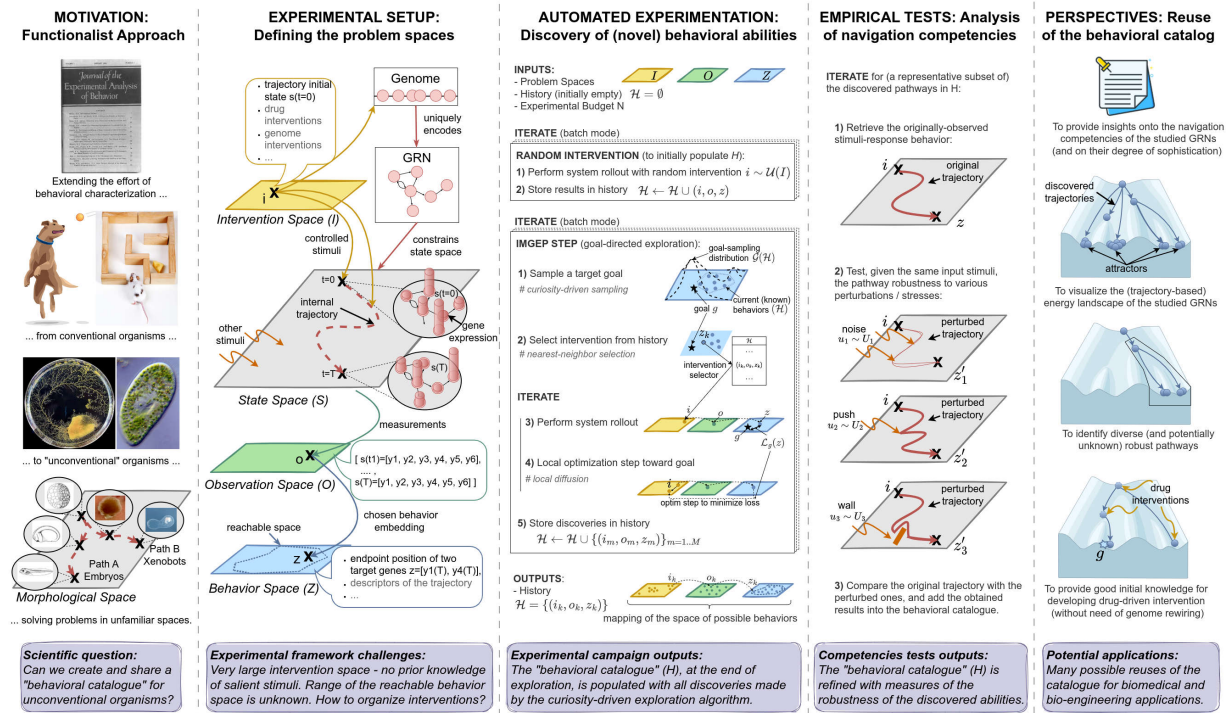 MOTIVATION:
Functionalist Approach
Journal of the
Experimental Analysis
of Behavior
Extending the effort of
behavioral characterization ...
... from conventional organisms ...
... to "unconventional" organisms ...
Path B
Xenobots
Path A
Embryos
Morphological Space
... solving problems in unfamiliar spaces.
Scientific question:
Can we create and share a
"behavioral catalogue" for
unconventional organisms?
EXPERIMENTAL SETUP:
Defining the problem spaces
• trajectory initial
state s(t=0)
• drug
interventions
• genome
interventions
• ...
Genome
uniquely
encodes
GRN
i
Intervention Space (I)
controlled
stimuli
constrains
state space
t=0
s(t=0)
internal
trajectory
gene
expression
other
stimuli
s(T)
t=T
State Space (S)
measurements
o
Observation Space (O)
[ s(t1)=[y1, y2, y3, y4, y5, y6],
.... ,
s(T)=[y1, y2, y3, y4, y5, y6] ]
chosen behavior
embedding
reachable space
z
Behavior Space (Z)
• endpoint position of two
target genes z=[y1(T), y4(T)],
• descriptors of the trajectory
• ...
Experimental framework challenges:
Very large intervention space - no prior knowledge
of salient stimuli. Range of the reachable behavior
space is unknown. How to organize interventions?
AUTOMATED EXPERIMENTATION:
Discovery of (novel) behavioral abilities
INPUTS:
- Problem Spaces
- History (initially empty) ℋ = ∅
- Experimental Budget N
I O Z
ITERATE (batch mode)
RANDOM INTERVENTION (to initially populate H):
1) Perform system rollout with random intervention i ∼ 𝒰(I)
2) Store results in history ℋ ← ℋ ∪ (i, o, z)
ITERATE (batch mode)
IMGEP STEP (goal-directed exploration):
goal-sampling
distribution 𝒢(ℋ)
1) Sample a target goal
# curiosity-driven sampling
goal g
current (known)
behaviors (ℋ)
z_k
2) Select intervention from history
# nearest-neighbor selection
intervention
selector
ℋ
...
(i_k, o_k, z_k)
...
ITERATE
3) Perform system rollout
i o z
g
ℒ_g(z)
4) Local optimization step toward goal
# local diffusion
i
optim step to minimize loss
5) Store discoveries in history
ℋ ← ℋ ∪ {(i_m, o_m, z_m)}_{m=1..M}
OUTPUTS:
- History
ℋ = {(i_k, o_k, z_k)}
i_k o_k z_k
mapping of the space of possible behaviors
Experimental campaign outputs:
The "behavioral catalogue" (H), at the end of
exploration, is populated with all discoveries made
by the curiosity-driven exploration algorithm.
EMPIRICAL TESTS: Analysis
of navigation competencies
ITERATE for (a representative subset of)
the discovered pathways in H:
1) Retrieve the originally-observed
stimuli-response behavior:
i
original
trajectory
z
2) Test, given the same input stimuli,
the pathway robustness to various
perturbations / stresses:
noise
u₁ ∼ U₁
i
perturbed
trajectory
z′₁
push
u₂ ∼ U₂
i
perturbed
trajectory
z′₂
wall
u₃ ∼ U₃
i
perturbed
trajectory
z′₃
3) Compare the original trajectory with the
perturbed ones, and add the obtained
results into the behavioral catalogue.
Competencies tests outputs:
The "behavioral catalogue" (H) is
refined with measures of the
robustness of the discovered abilities.
PERSPECTIVES: Reuse
of the behavioral catalog
To provide insights onto the navigation
competencies of the studied GRNs
(and on their degree of sophistication)
discovered
trajectories
attractors
To visualize the (trajectory-based)
energy landscape of the studied GRNs
To identify diverse (and potentially
unknown) robust pathways
drug
interventions
g
To provide good initial knowledge for
developing drug-driven intervention
(without need of genome rewiring)
Potential applications:
Many possible reuses of the
catalogue for biomedical and
bio-engineering applications.